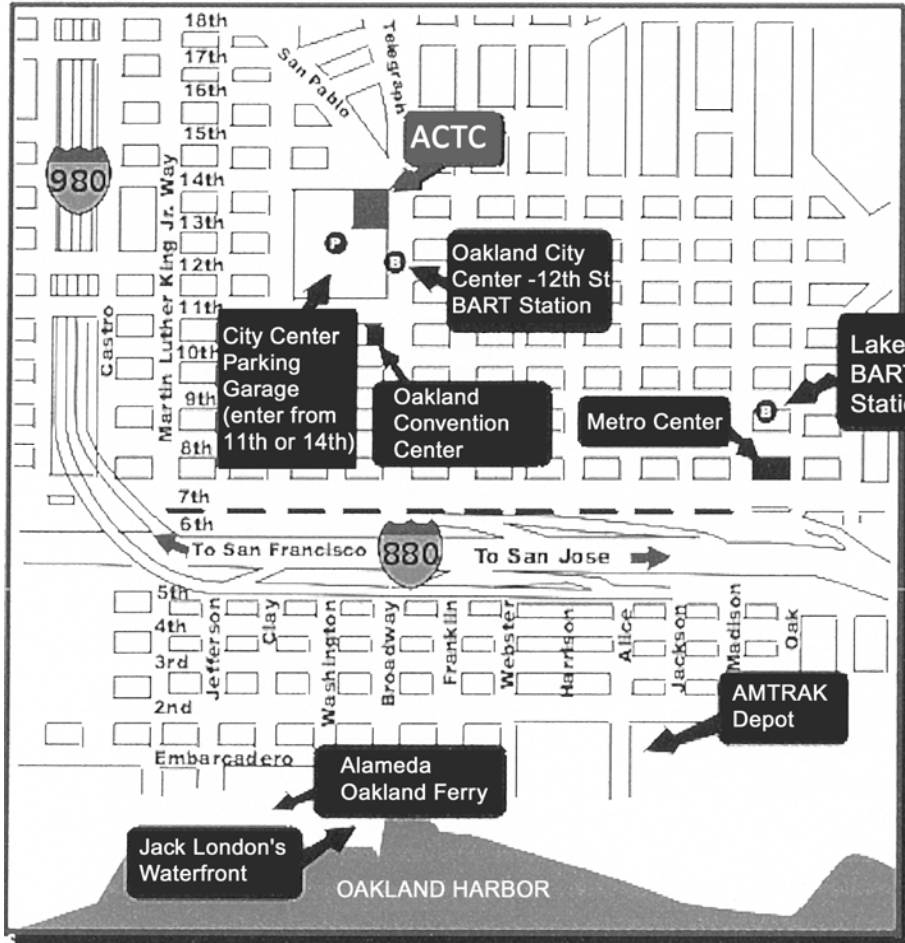 18th
17th
16th
15th
14th
13th
12th
11th
10th
9th
8th
7th
6th
5th
4th
3rd
2nd
Embarcadero
San Pablo
Telegraph
ACTC
980
Martin Luther King Jr. Way
Castro
P
B
Oakland City
Center -12th St
BART Station
City Center
Parking
Garage
(enter from
11th or 14th)
Oakland
Convention
Center
Metro Center
B
Lake
BART
To San Francisco
880
To San Jose
Jefferson
Clay
Washington
Broadway
Franklin
Webster
Harrison
Alice
Jackson
Madison
Oak
AMTRAK
Depot
Alameda
Oakland Ferry
Jack London's
Waterfront
OAKLAND HARBOR